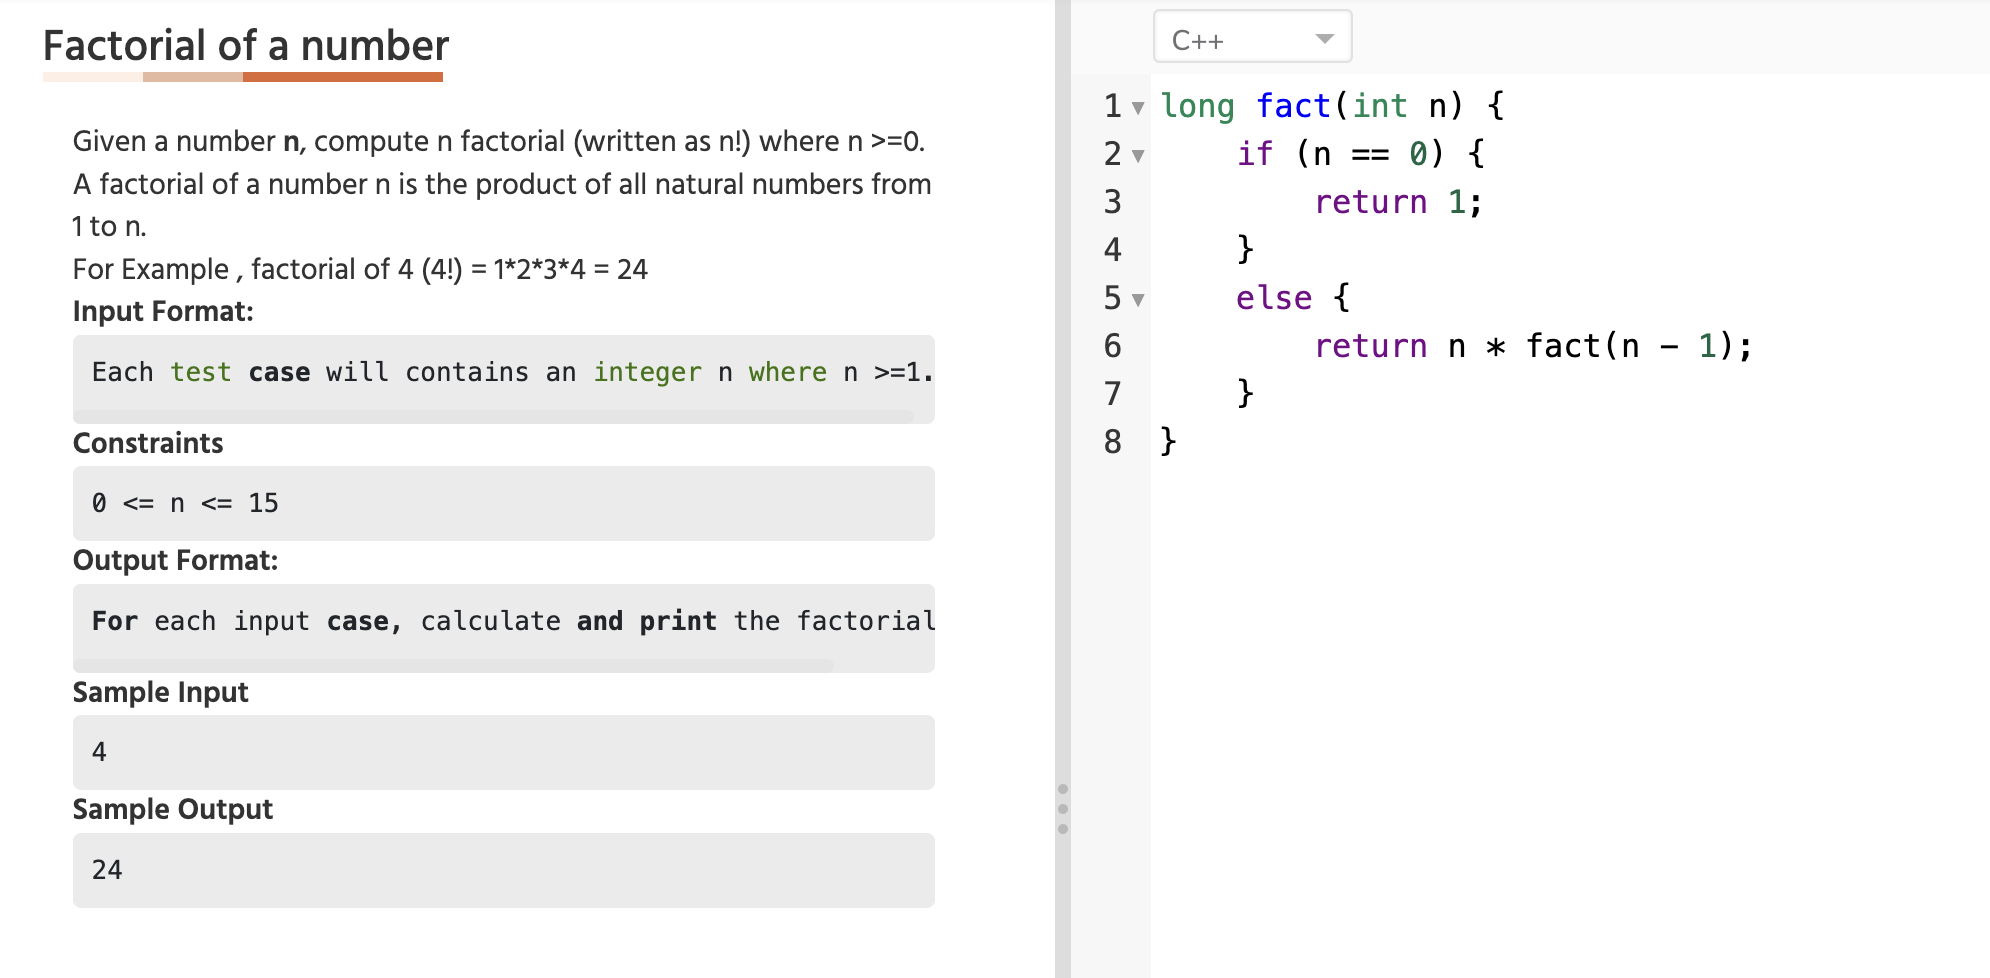 Factorial of a number
Given a number n, compute n factorial (written as n!) where n >=0.
A factorial of a number n is the product of all natural numbers from
1 to n.
For Example , factorial of 4 (4!) = 1*2*3*4 = 24
Input Format:
Each test case will contains an integer n where n >=1.
Constraints
0 <= n <= 15
Output Format:
For each input case, calculate and print the factorial
Sample Input
4
Sample Output
24
C++
1 long fact(int n) {
2     if (n == 0) {
3         return 1;
4     }
5     else {
6         return n * fact(n - 1);
7     }
8 }